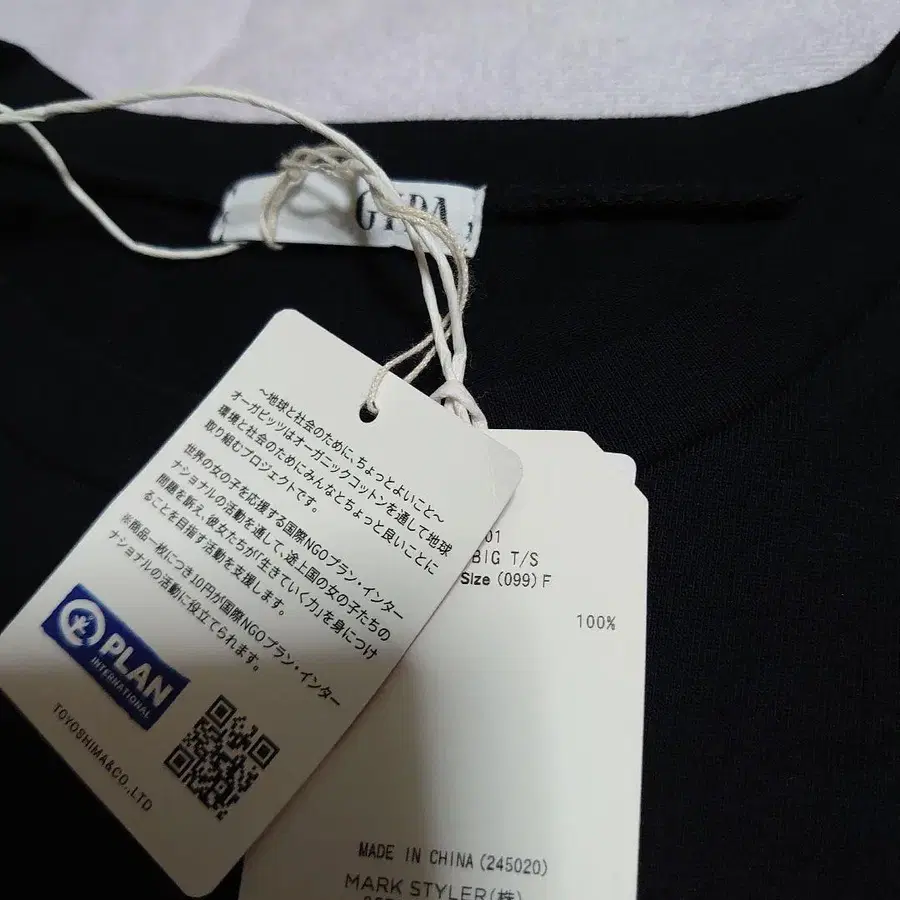 GYDA
～地球と社会のために、ちょっとよいこと～
オーガビッツはオーガニックコットンを通して地球
環境と社会のためにみんなとちょっと良いことに
取り組むプロジェクトです。
世界の女の子を応援する国際NGOプラン・インター
ナショナルの活動を通して、途上国の女の子たちの
問題を訴え、彼女たちが「生きていく力」を身につけ
ることを目指す活動を支援します。
※商品一枚につき10円が国際NGOプラン・インター
ナショナルの活動に役立てられます。
PLAN
INTERNATIONAL
TOYOSHIMA&CO.,LTD
01
BIG T/S
Size (099) F
100%
MADE IN CHINA (245020)
MARK STYLER(株)